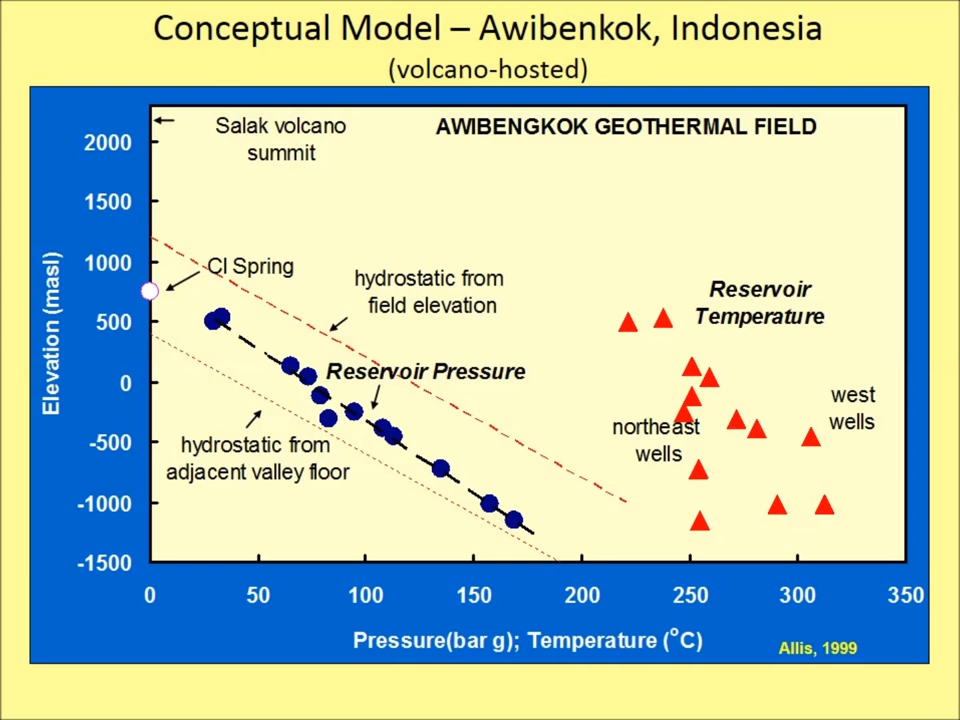 Conceptual Model – Awibenkok, Indonesia
(volcano-hosted)
AWIBENGKOK GEOTHERMAL FIELD
Salak volcano
summit
Cl Spring
hydrostatic from
field elevation
Reservoir
Temperature
Reservoir Pressure
west
wells
northeast
wells
hydrostatic from
adjacent valley floor
Elevation (masl)
2000
1500
1000
500
0
-500
-1000
-1500
0 50 100 150 200 250 300 350
Pressure(bar g); Temperature (°C)
Allis, 1999